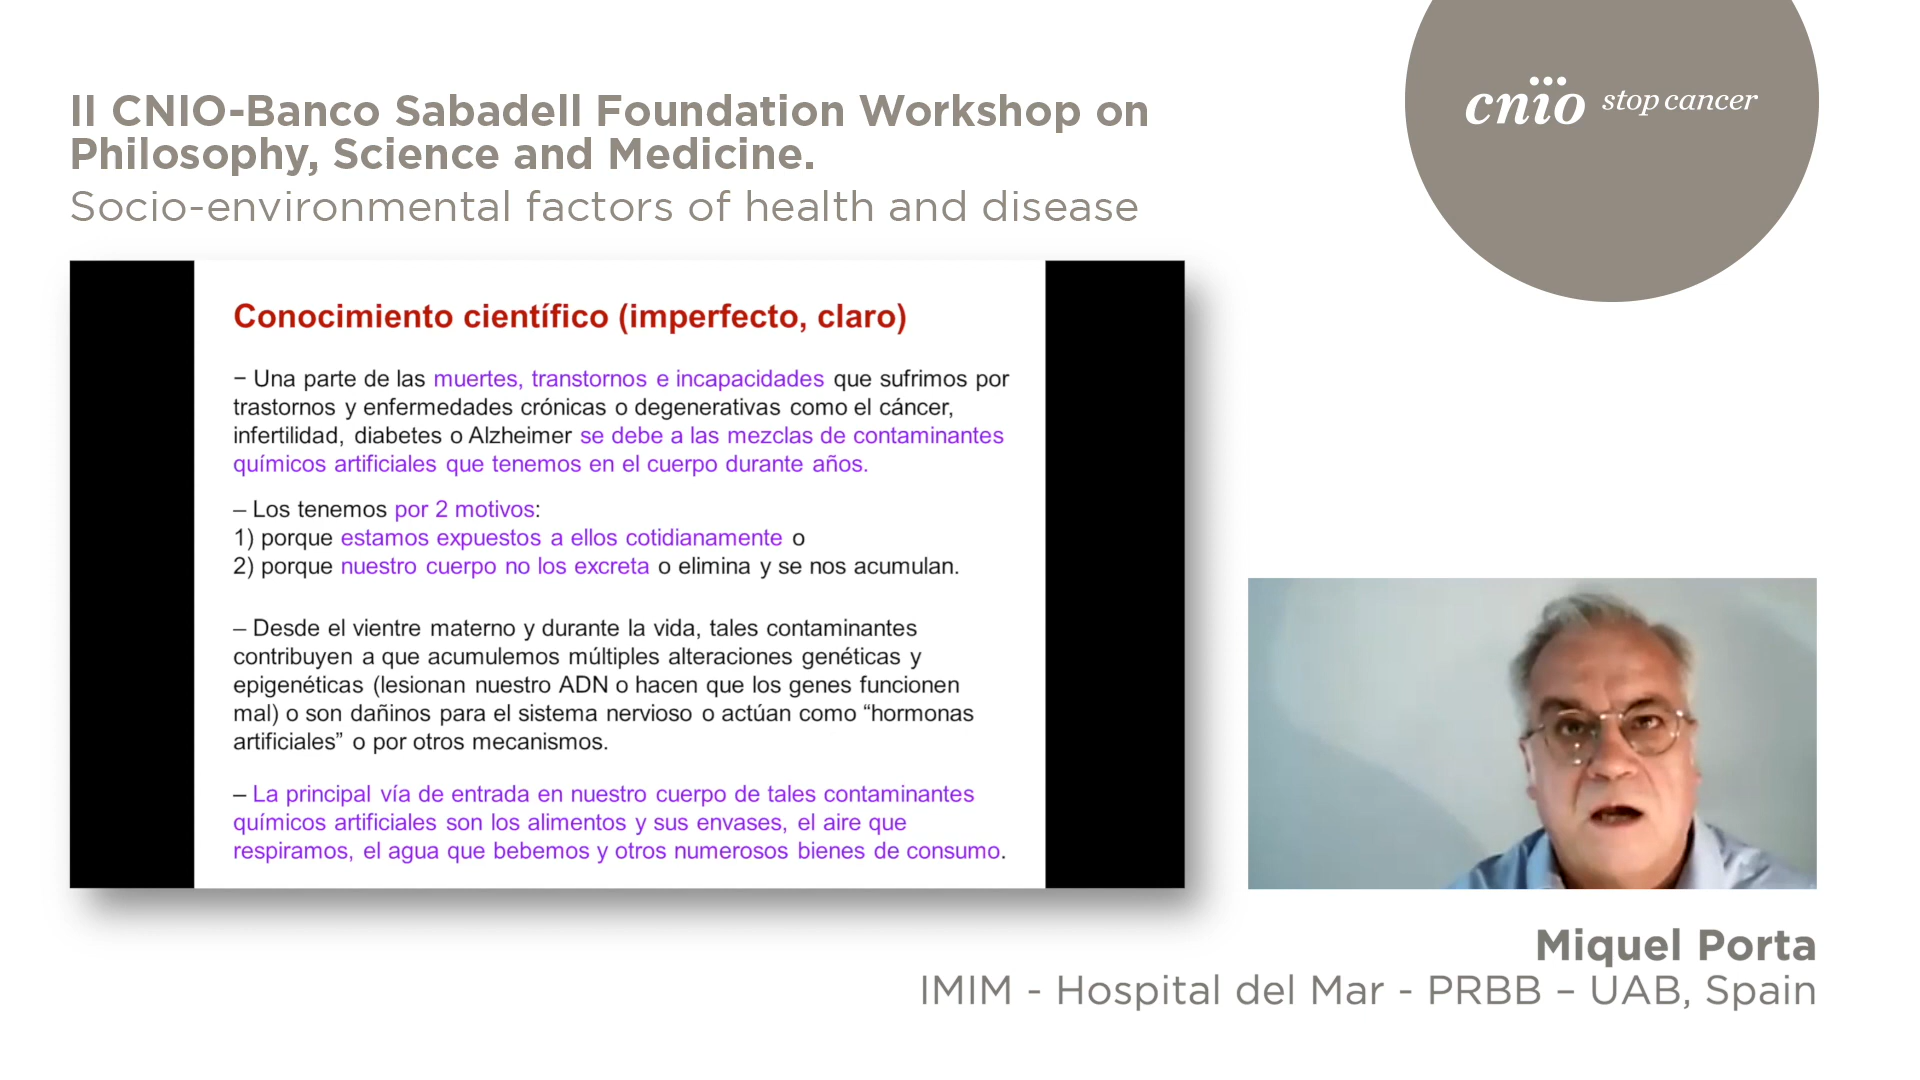 II CNIO-Banco Sabadell Foundation Workshop on
Philosophy, Science and Medicine.
Socio-environmental factors of health and disease
cnio stop cancer
Conocimiento científico (imperfecto, claro)
− Una parte de las muertes, transtornos e incapacidades que sufrimos por
trastornos y enfermedades crónicas o degenerativas como el cáncer,
infertilidad, diabetes o Alzheimer se debe a las mezclas de contaminantes
químicos artificiales que tenemos en el cuerpo durante años.
– Los tenemos por 2 motivos:
1) porque estamos expuestos a ellos cotidianamente o
2) porque nuestro cuerpo no los excreta o elimina y se nos acumulan.
– Desde el vientre materno y durante la vida, tales contaminantes
contribuyen a que acumulemos múltiples alteraciones genéticas y
epigenéticas (lesionan nuestro ADN o hacen que los genes funcionen
mal) o son dañinos para el sistema nervioso o actúan como “hormonas
artificiales” o por otros mecanismos.
– La principal vía de entrada en nuestro cuerpo de tales contaminantes
químicos artificiales son los alimentos y sus envases, el aire que
respiramos, el agua que bebemos y otros numerosos bienes de consumo.
Miquel Porta
IMIM - Hospital del Mar - PRBB – UAB, Spain